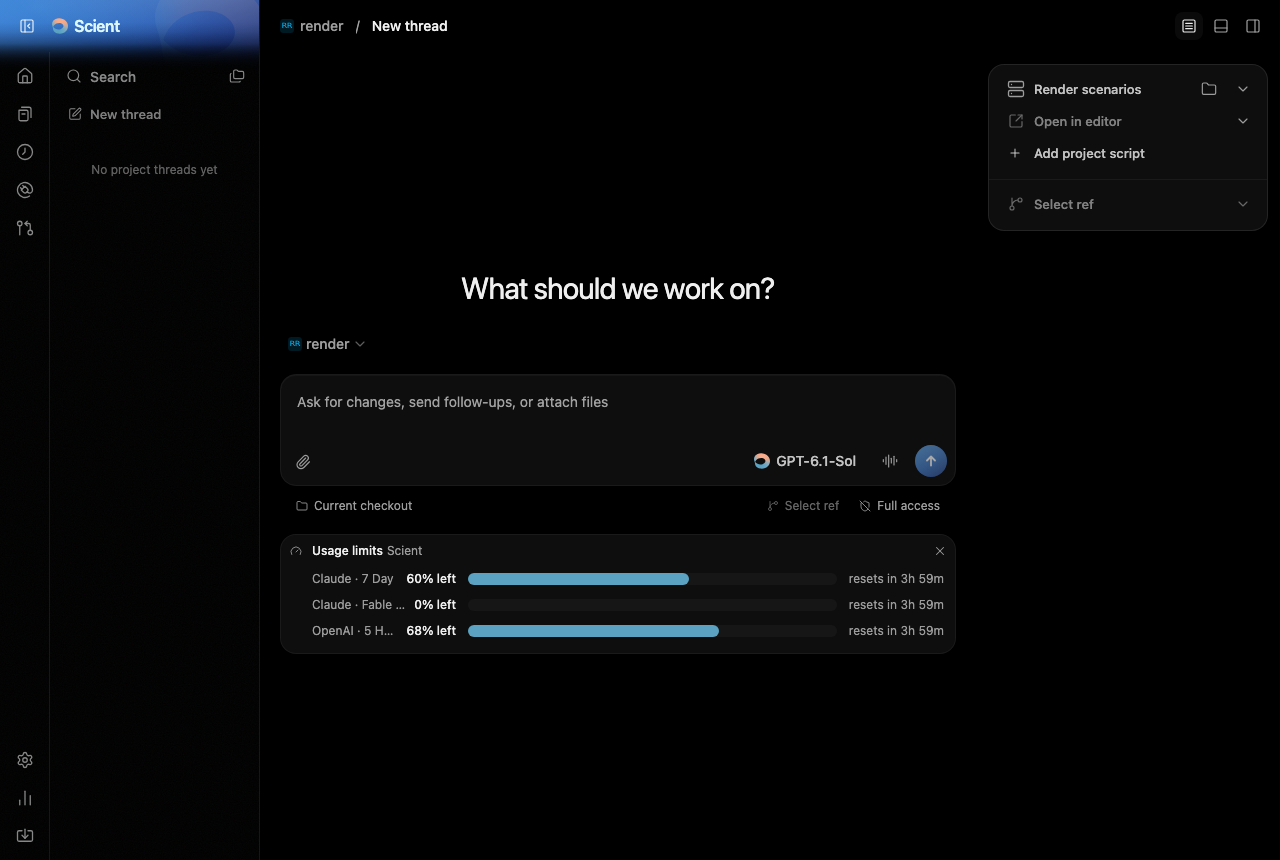 Scient
RR render / New thread
Search
New thread
No project threads yet
Render scenarios
Open in editor
Add project script
Select ref
What should we work on?
RR render
Ask for changes, send follow-ups, or attach files
GPT-6.1-Sol
Current checkout
Select ref
Full access
Usage limits Scient
Claude · 7 Day 60% left resets in 3h 59m
Claude · Fable ... 0% left resets in 3h 59m
OpenAI · 5 H... 68% left resets in 3h 59m